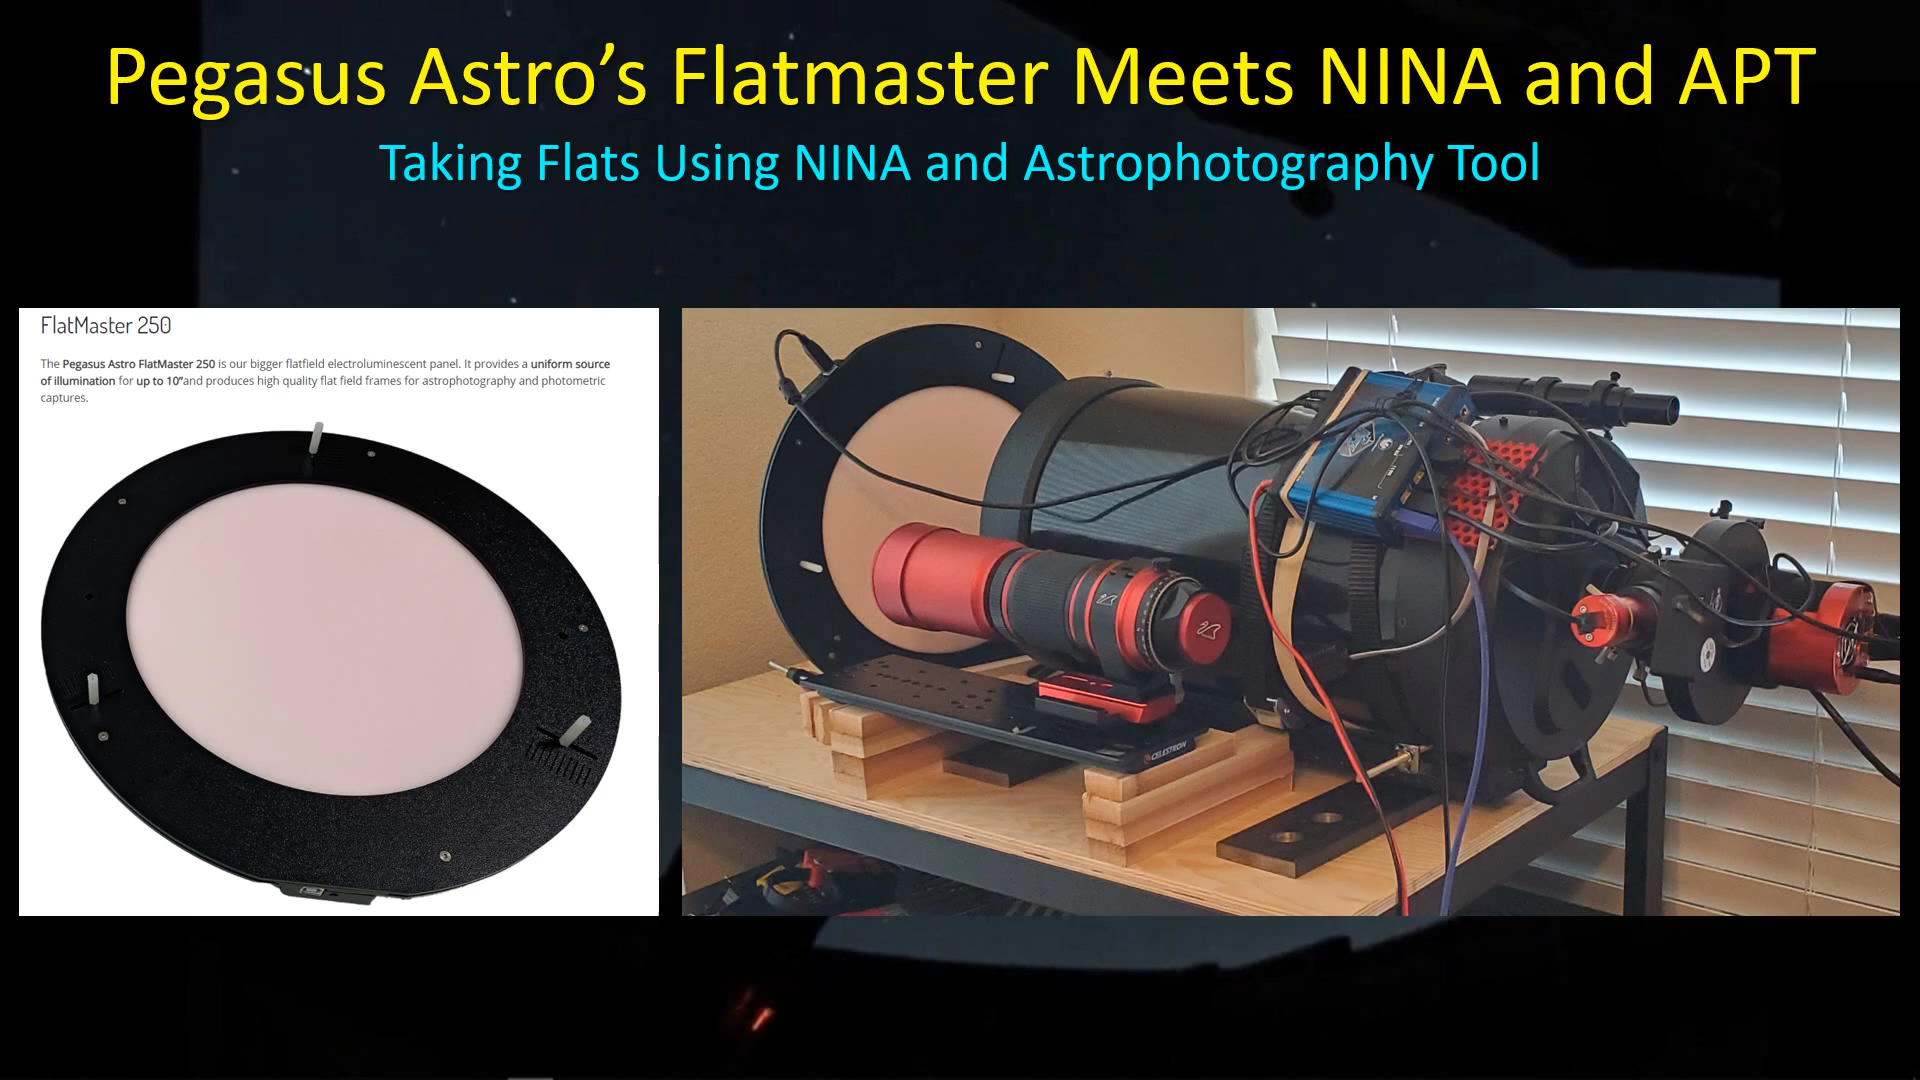 Pegasus Astro’s Flatmaster Meets NINA and APT
Taking Flats Using NINA and Astrophotography Tool
FlatMaster 250
The Pegasus Astro FlatMaster 250 is our bigger flatfield electroluminescent panel. It provides a uniform source
of illumination for up to 10”and produces high quality flat field frames for astrophotography and photometric
captures.
CELESTRON